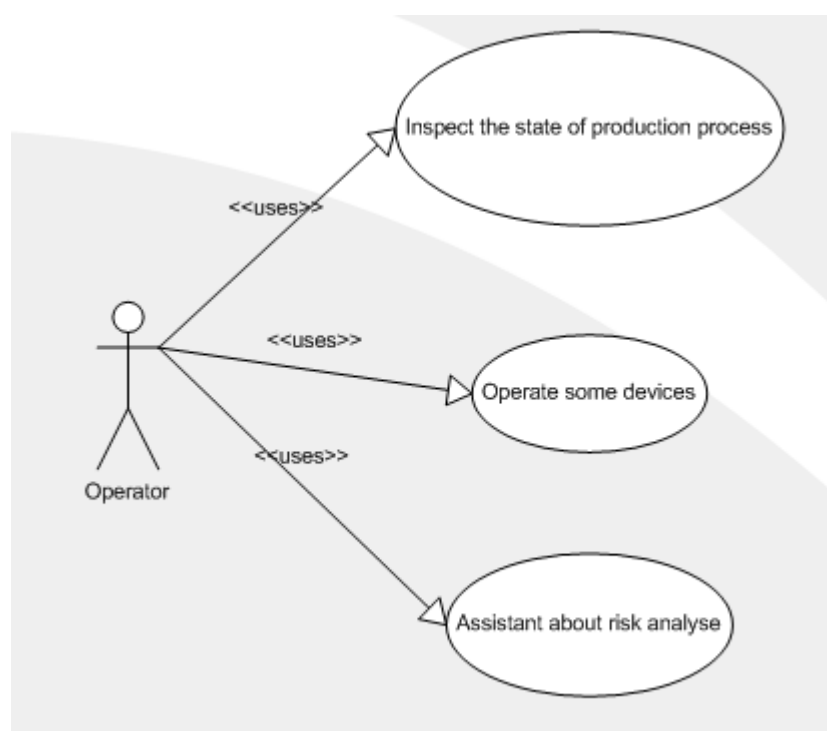 Inspect the state of production process
<<uses>>
<<uses>>
Operate some devices
<<uses>>
Operator
Assistant about risk analyse